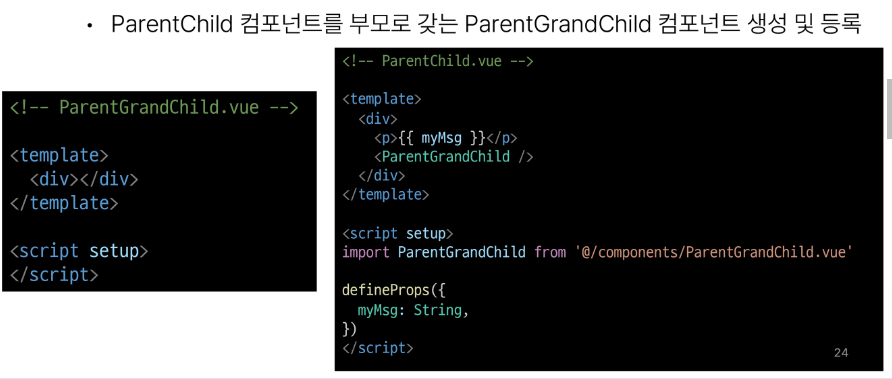 • ParentChild 컴포넌트를 부모로 갖는 ParentGrandChild 컴포넌트 생성 및 등록
<!-- ParentGrandChild.vue -->
<template>
  <div></div>
</template>
<script setup>
</script>
<!-- ParentChild.vue -->
<template>
  <div>
    <p>{{ myMsg }}</p>
    <ParentGrandChild />
  </div>
</template>
<script setup>
import ParentGrandChild from '@/components/ParentGrandChild.vue'
defineProps({
  myMsg: String,
})
</script>
24